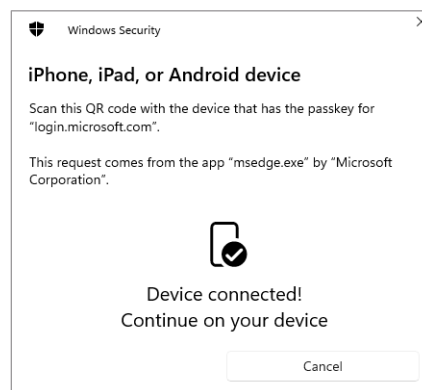 Windows Security
iPhone, iPad, or Android device
Scan this QR code with the device that has the passkey for
“login.microsoft.com”.
This request comes from the app “msedge.exe” by “Microsoft
Corporation”.
Device connected!
Continue on your device
Cancel